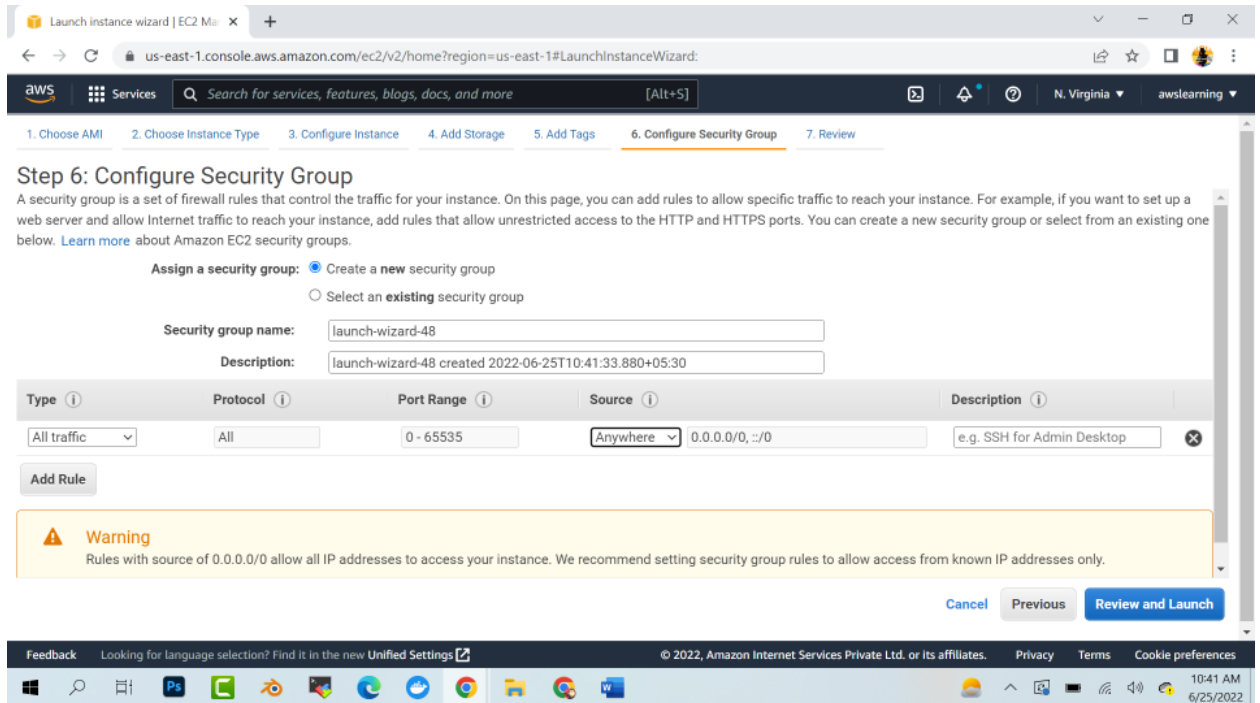 Launch instance wizard | EC2 Ma
us-east-1.console.aws.amazon.com/ec2/v2/home?region=us-east-1#LaunchInstanceWizard:
aws Services Search for services, features, blogs, docs, and more [Alt+S] N. Virginia awslearning
1. Choose AMI 2. Choose Instance Type 3. Configure Instance 4. Add Storage 5. Add Tags 6. Configure Security Group 7. Review
Step 6: Configure Security Group
A security group is a set of firewall rules that control the traffic for your instance. On this page, you can add rules to allow specific traffic to reach your instance. For example, if you want to set up a
web server and allow Internet traffic to reach your instance, add rules that allow unrestricted access to the HTTP and HTTPS ports. You can create a new security group or select from an existing one
below. Learn more about Amazon EC2 security groups.
Assign a security group: Create a new security group
Select an existing security group
Security group name: launch-wizard-48
Description: launch-wizard-48 created 2022-06-25T10:41:33.880+05:30
Type Protocol Port Range Source Description
All traffic All 0 - 65535 Anywhere 0.0.0.0/0, ::/0 e.g. SSH for Admin Desktop
Add Rule
Warning
Rules with source of 0.0.0.0/0 allow all IP addresses to access your instance. We recommend setting security group rules to allow access from known IP addresses only.
Cancel Previous Review and Launch
Feedback Looking for language selection? Find it in the new Unified Settings © 2022, Amazon Internet Services Private Ltd. or its affiliates. Privacy Terms Cookie preferences
Ps
10:41 AM
6/25/2022